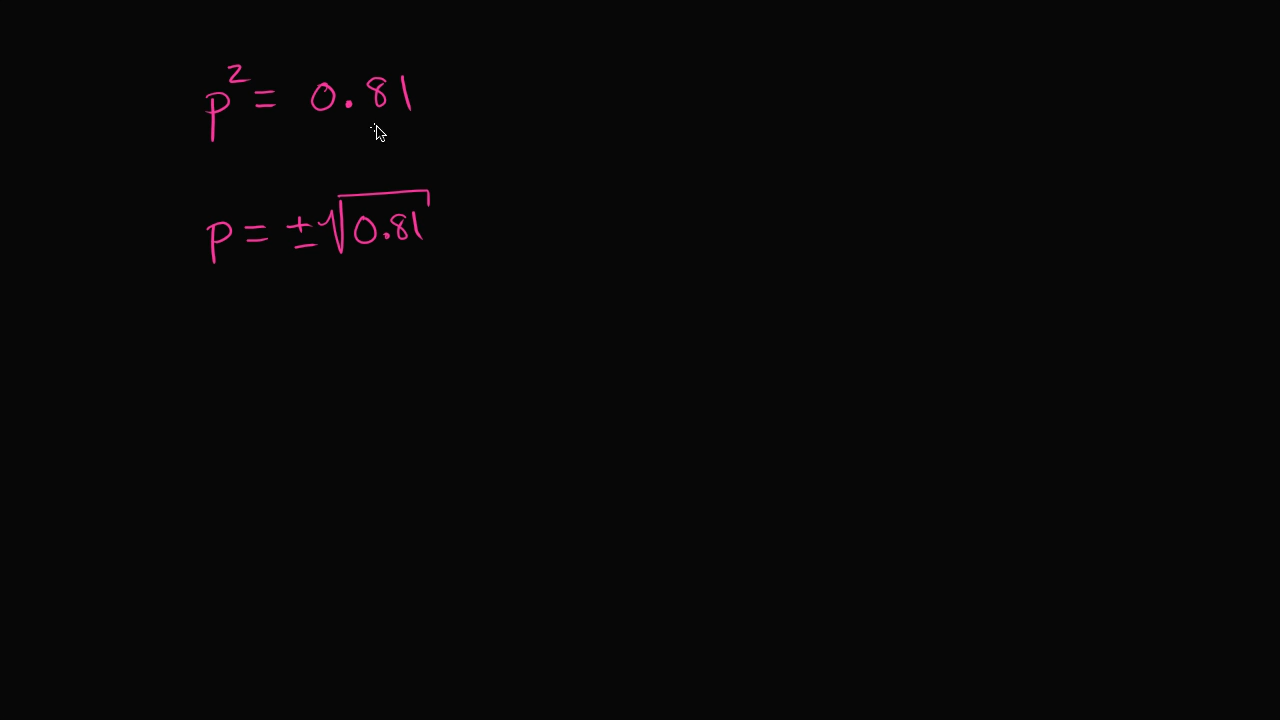 p² = 0.81
p = ±√0.81